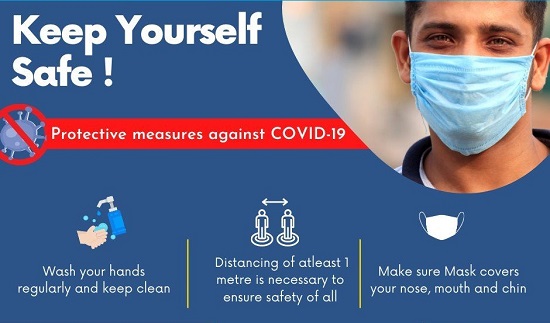 Keep Yourself
Safe !
Protective measures against COVID-19
Wash your hands
regularly and keep clean
Distancing of atleast 1
metre is necessary to
ensure safety of all
Make sure Mask covers
your nose, mouth and chin